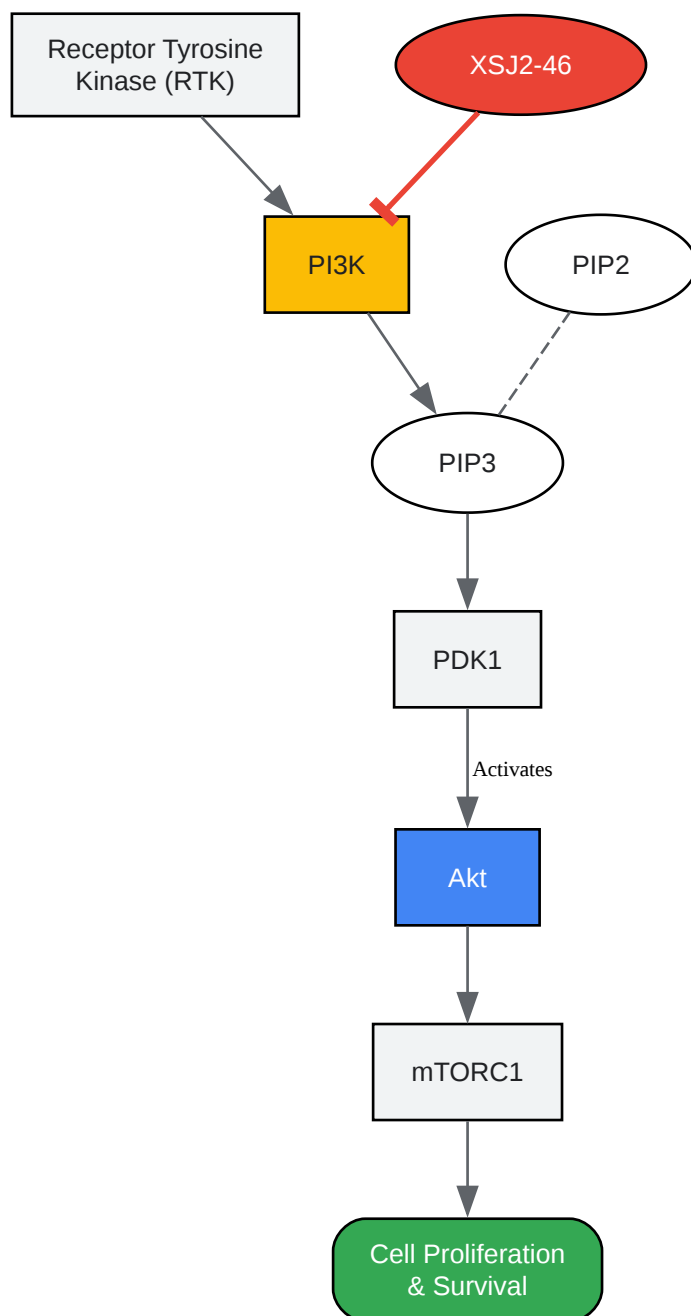 Receptor Tyrosine
Kinase (RTK)
XSJ2-46
PI3K
PIP2
PIP3
PDK1
Activates
Akt
mTORC1
Cell Proliferation
& Survival